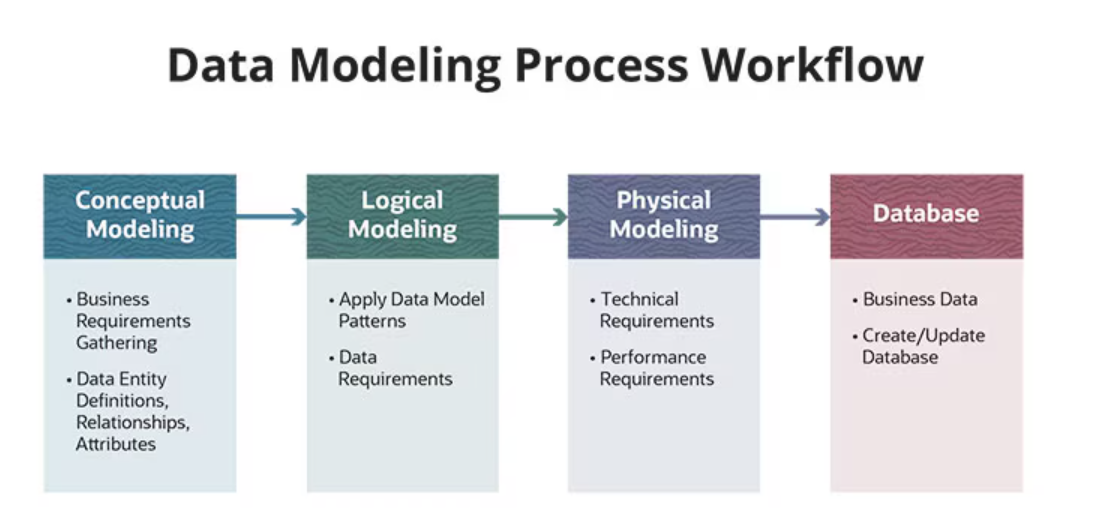 Data Modeling Process Workflow
Conceptual
Modeling
• Business
Requirements
Gathering
• Data Entity
Definitions,
Relationships,
Attributes
Logical
Modeling
• Apply Data Model
Patterns
• Data
Requirements
Physical
Modeling
• Technical
Requirements
• Performance
Requirements
Database
• Business Data
• Create/Update
Database